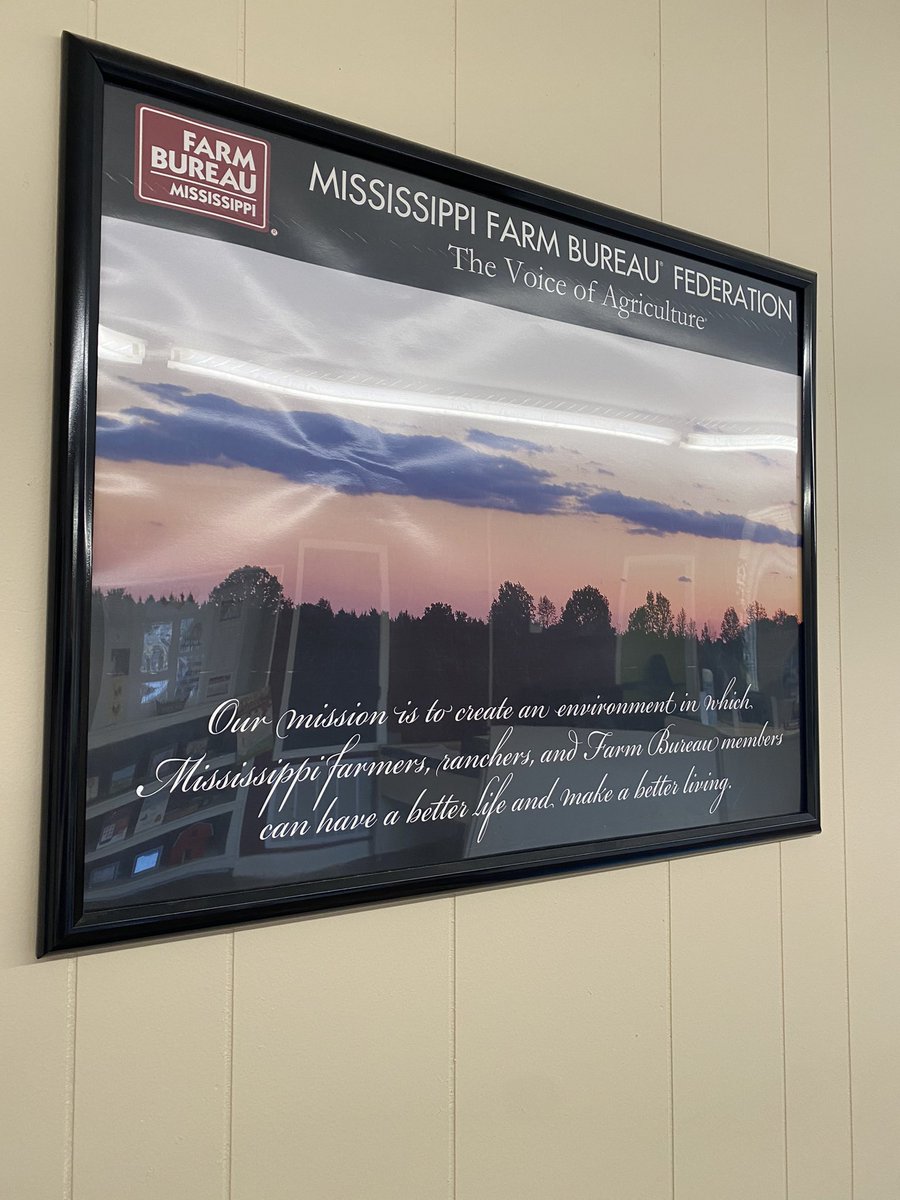 FARM
BUREAU
MISSISSIPPI
®
MISSISSIPPI FARM BUREAU® FEDERATION
The Voice of Agriculture®
Our mission is to create an environment in which
Mississippi farmers, ranchers, and Farm Bureau members
can have a better life and make a better living.